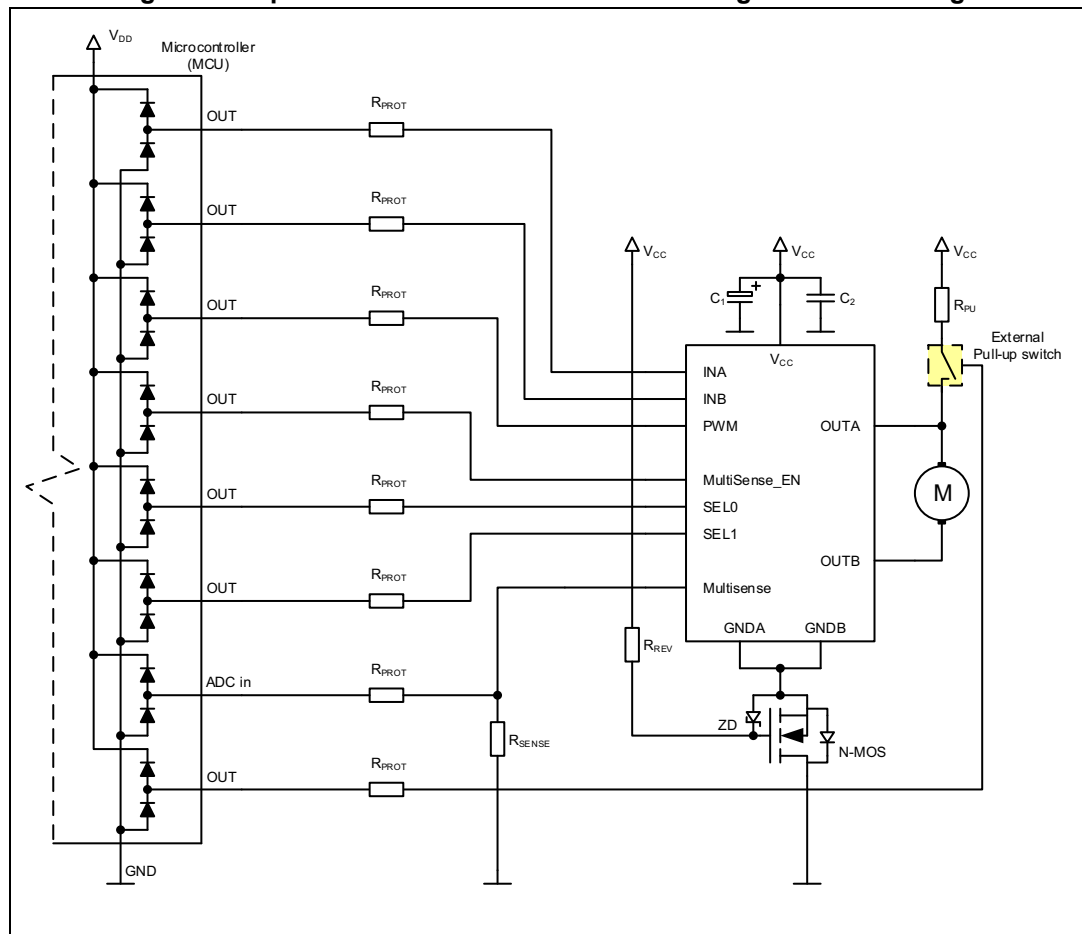 V_DD
Microcontroller
(MCU)
OUT
R_PROT
OUT
R_PROT
OUT
R_PROT
OUT
R_PROT
OUT
R_PROT
OUT
R_PROT
ADC in
R_PROT
OUT
R_PROT
GND
R_SENSE
V_CC
R_REV
V_CC
C_1
+
C_2
V_CC
INA
INB
PWM
MultiSense_EN
SEL0
SEL1
Multisense
OUTA
OUTB
GNDA
GNDB
ZD
N-MOS
V_CC
R_PU
External
Pull-up switch
M